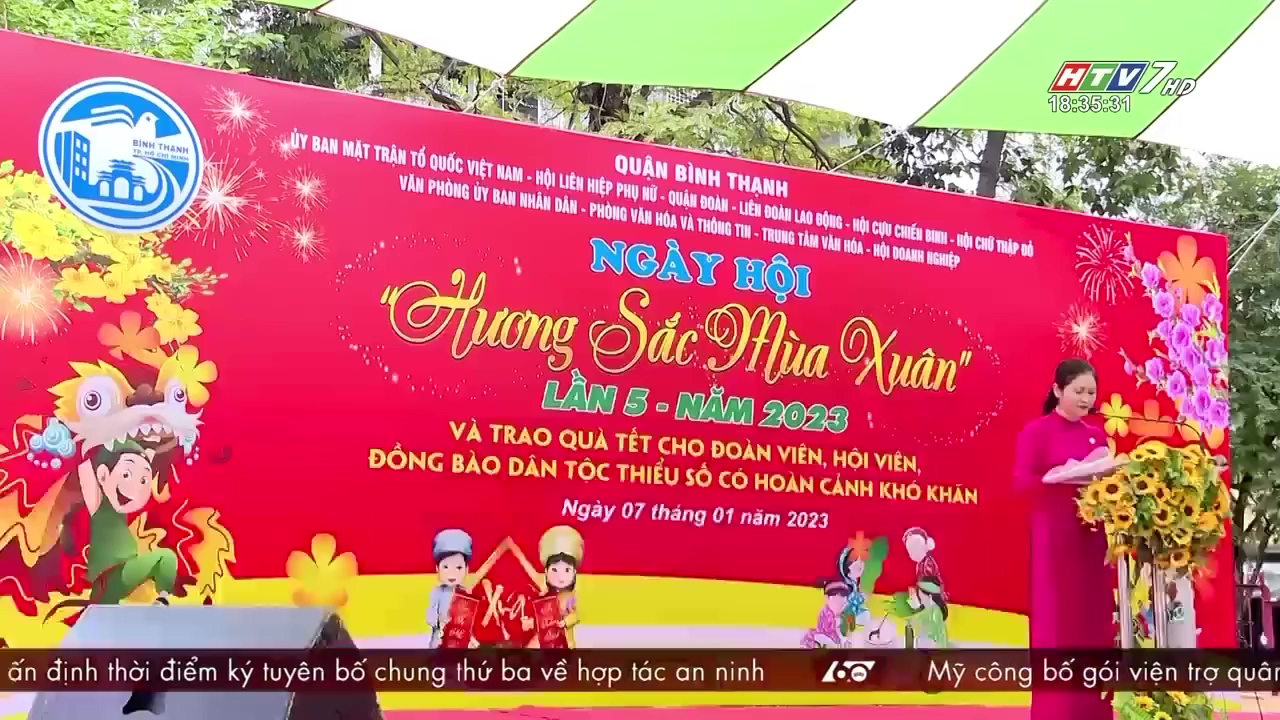 HTV7 HD
18:35:31
BÌNH THẠNH
TP. HỒ CHÍ MINH
QUẬN BÌNH THẠNH
ỦY BAN MẶT TRẬN TỔ QUỐC VIỆT NAM - HỘI LIÊN HIỆP PHỤ NỮ - QUẬN ĐOÀN - LIÊN ĐOÀN LAO ĐỘNG - HỘI CỰU CHIẾN BINH - HỘI CHỮ THẬP ĐỎ
VĂN PHÒNG ỦY BAN NHÂN DÂN - PHÒNG VĂN HÓA VÀ THÔNG TIN - TRUNG TÂM VĂN HÓA - HỘI DOANH NGHIỆP
NGÀY HỘI
"Hương Sắc Mùa Xuân"
LẦN 5 - NĂM 2023
VÀ TRAO QUÀ TẾT CHO ĐOÀN VIÊN, HỘI VIÊN,
ĐỒNG BÀO DÂN TỘC THIỂU SỐ CÓ HOÀN CẢNH KHÓ KHĂN
Ngày 07 tháng 01 năm 2023
ấn định thời điểm ký tuyên bố chung thứ ba về hợp tác an ninh 60 Mỹ công bố gói viện trợ quân